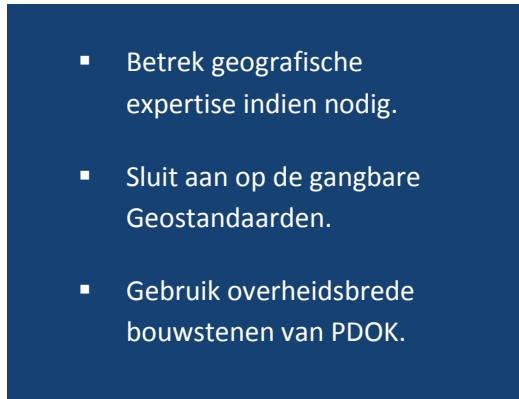 ▪ Betrek geografische
expertise indien nodig.
▪ Sluit aan op de gangbare
Geostandaarden.
▪ Gebruik overheidsbrede
bouwstenen van PDOK.